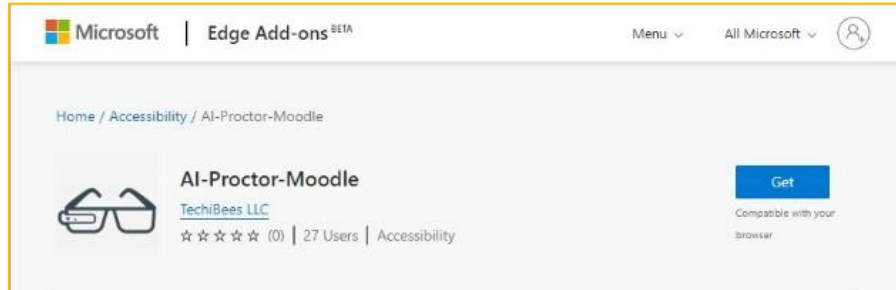 Microsoft | Edge Add-ons BETA Menu All Microsoft
Home / Accessibility / AI-Proctor-Moodle
AI-Proctor-Moodle
Get
TechiBees LLC
Compatible with your
browser
(0) | 27 Users | Accessibility